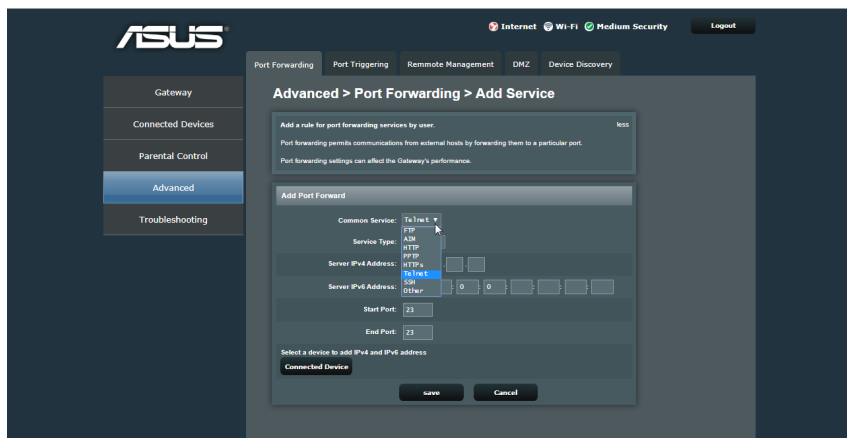 ASUS
Internet Wi-Fi Medium Security Logout
Port Forwarding Port Triggering Remmote Management DMZ Device Discovery
Gateway
Connected Devices
Parental Control
Advanced
Troubleshooting
Advanced > Port Forwarding > Add Service
Add a rule for port forwarding services by user. less
Port forwarding permits communications from external hosts by forwarding them to a particular port.
Port forwarding settings can affect the Gateway's performance.
Add Port Forward
Common Service: Telnet
FTP
AIM
HTTP
PPTP
HTTPs
Telnet
SSH
Other
Service Type:
Server IPv4 Address: . .
Server IPv6 Address: : 0 : 0 : : : :
Start Port: 23
End Port: 23
Select a device to add IPv4 and IPv6 address
Connected Device
save Cancel